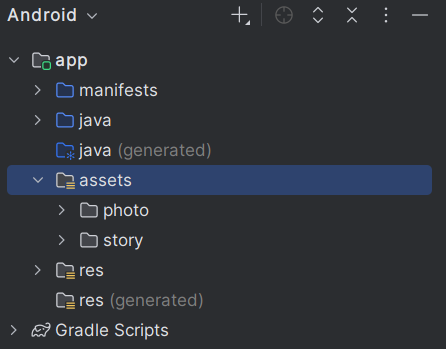 Android
app
manifests
java
java (generated)
assets
photo
story
res
res (generated)
Gradle Scripts